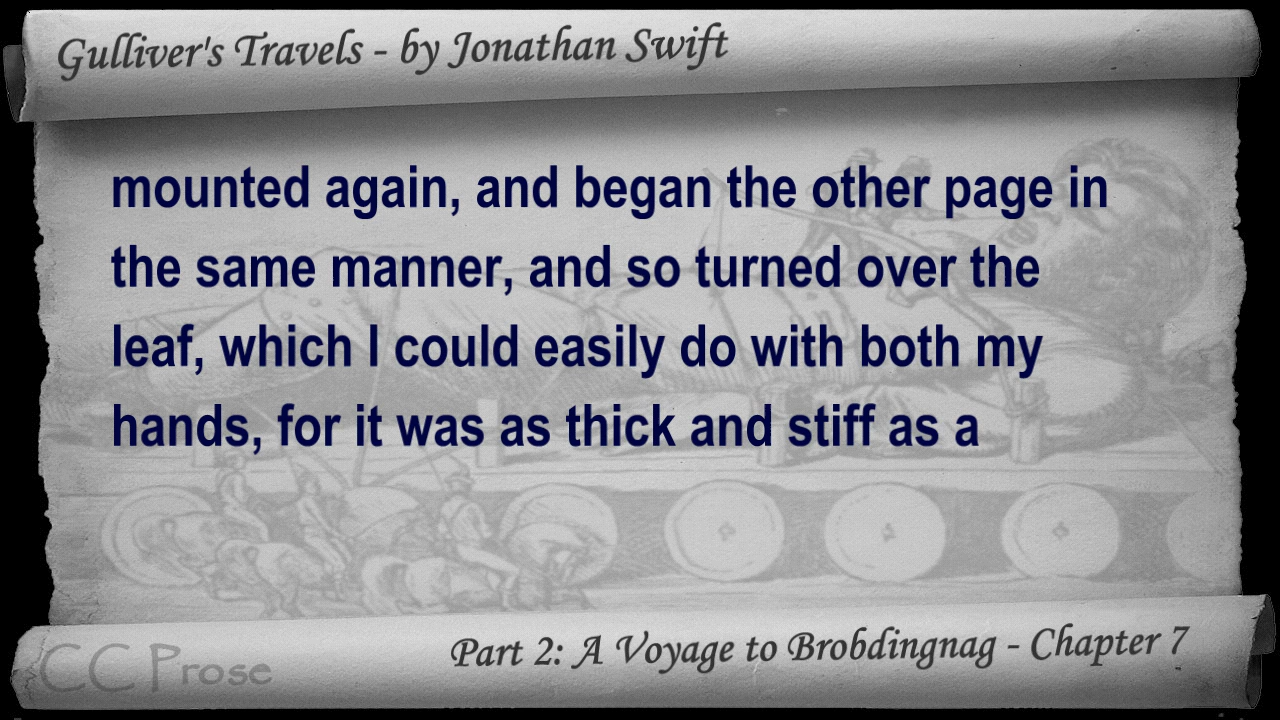 Gulliver's Travels - by Jonathan Swift
mounted again, and began the other page in
the same manner, and so turned over the
leaf, which I could easily do with both my
hands, for it was as thick and stiff as a
Part 2: A Voyage to Brobdingnag - Chapter 7
CC Prose